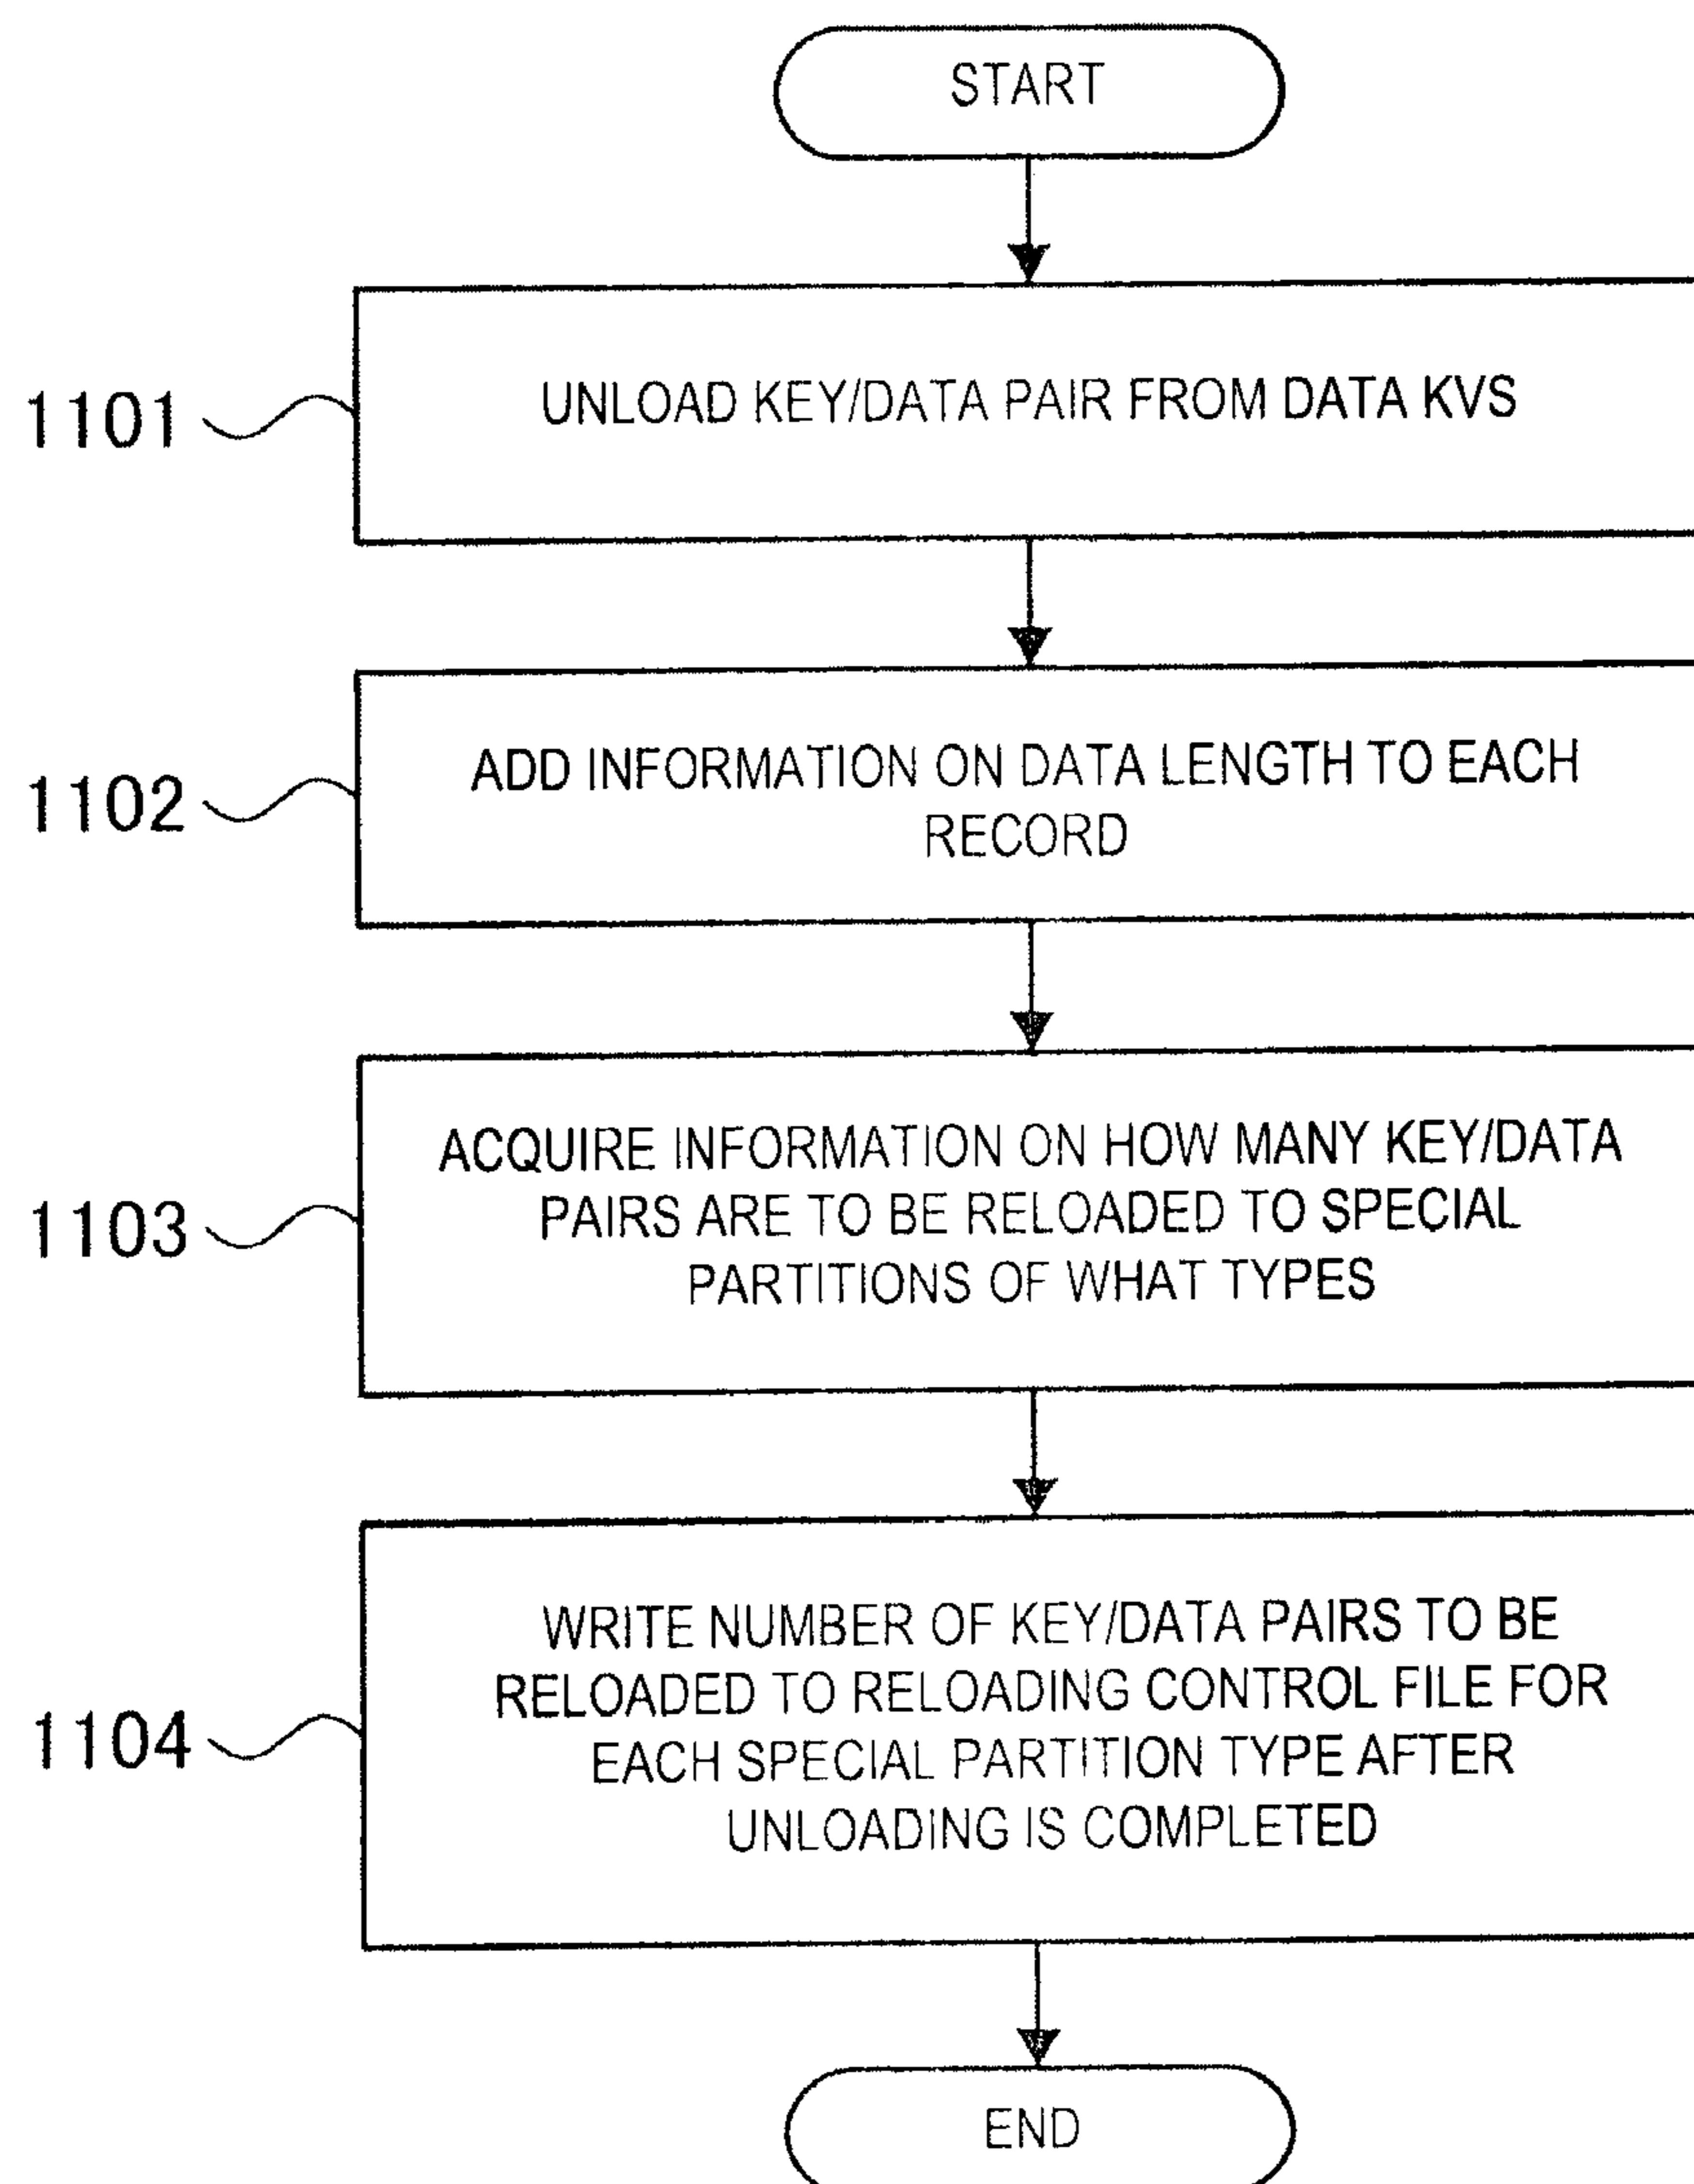 START
1101
UNLOAD KEY/DATA PAIR FROM DATA KVS
1102
ADD INFORMATION ON DATA LENGTH TO EACH
RECORD
1103
ACQUIRE INFORMATION ON HOW MANY KEY/DATA
PAIRS ARE TO BE RELOADED TO SPECIAL
PARTITIONS OF WHAT TYPES
1104
WRITE NUMBER OF KEY/DATA PAIRS TO BE
RELOADED TO RELOADING CONTROL FILE FOR
EACH SPECIAL PARTITION TYPE AFTER
UNLOADING IS COMPLETED
END